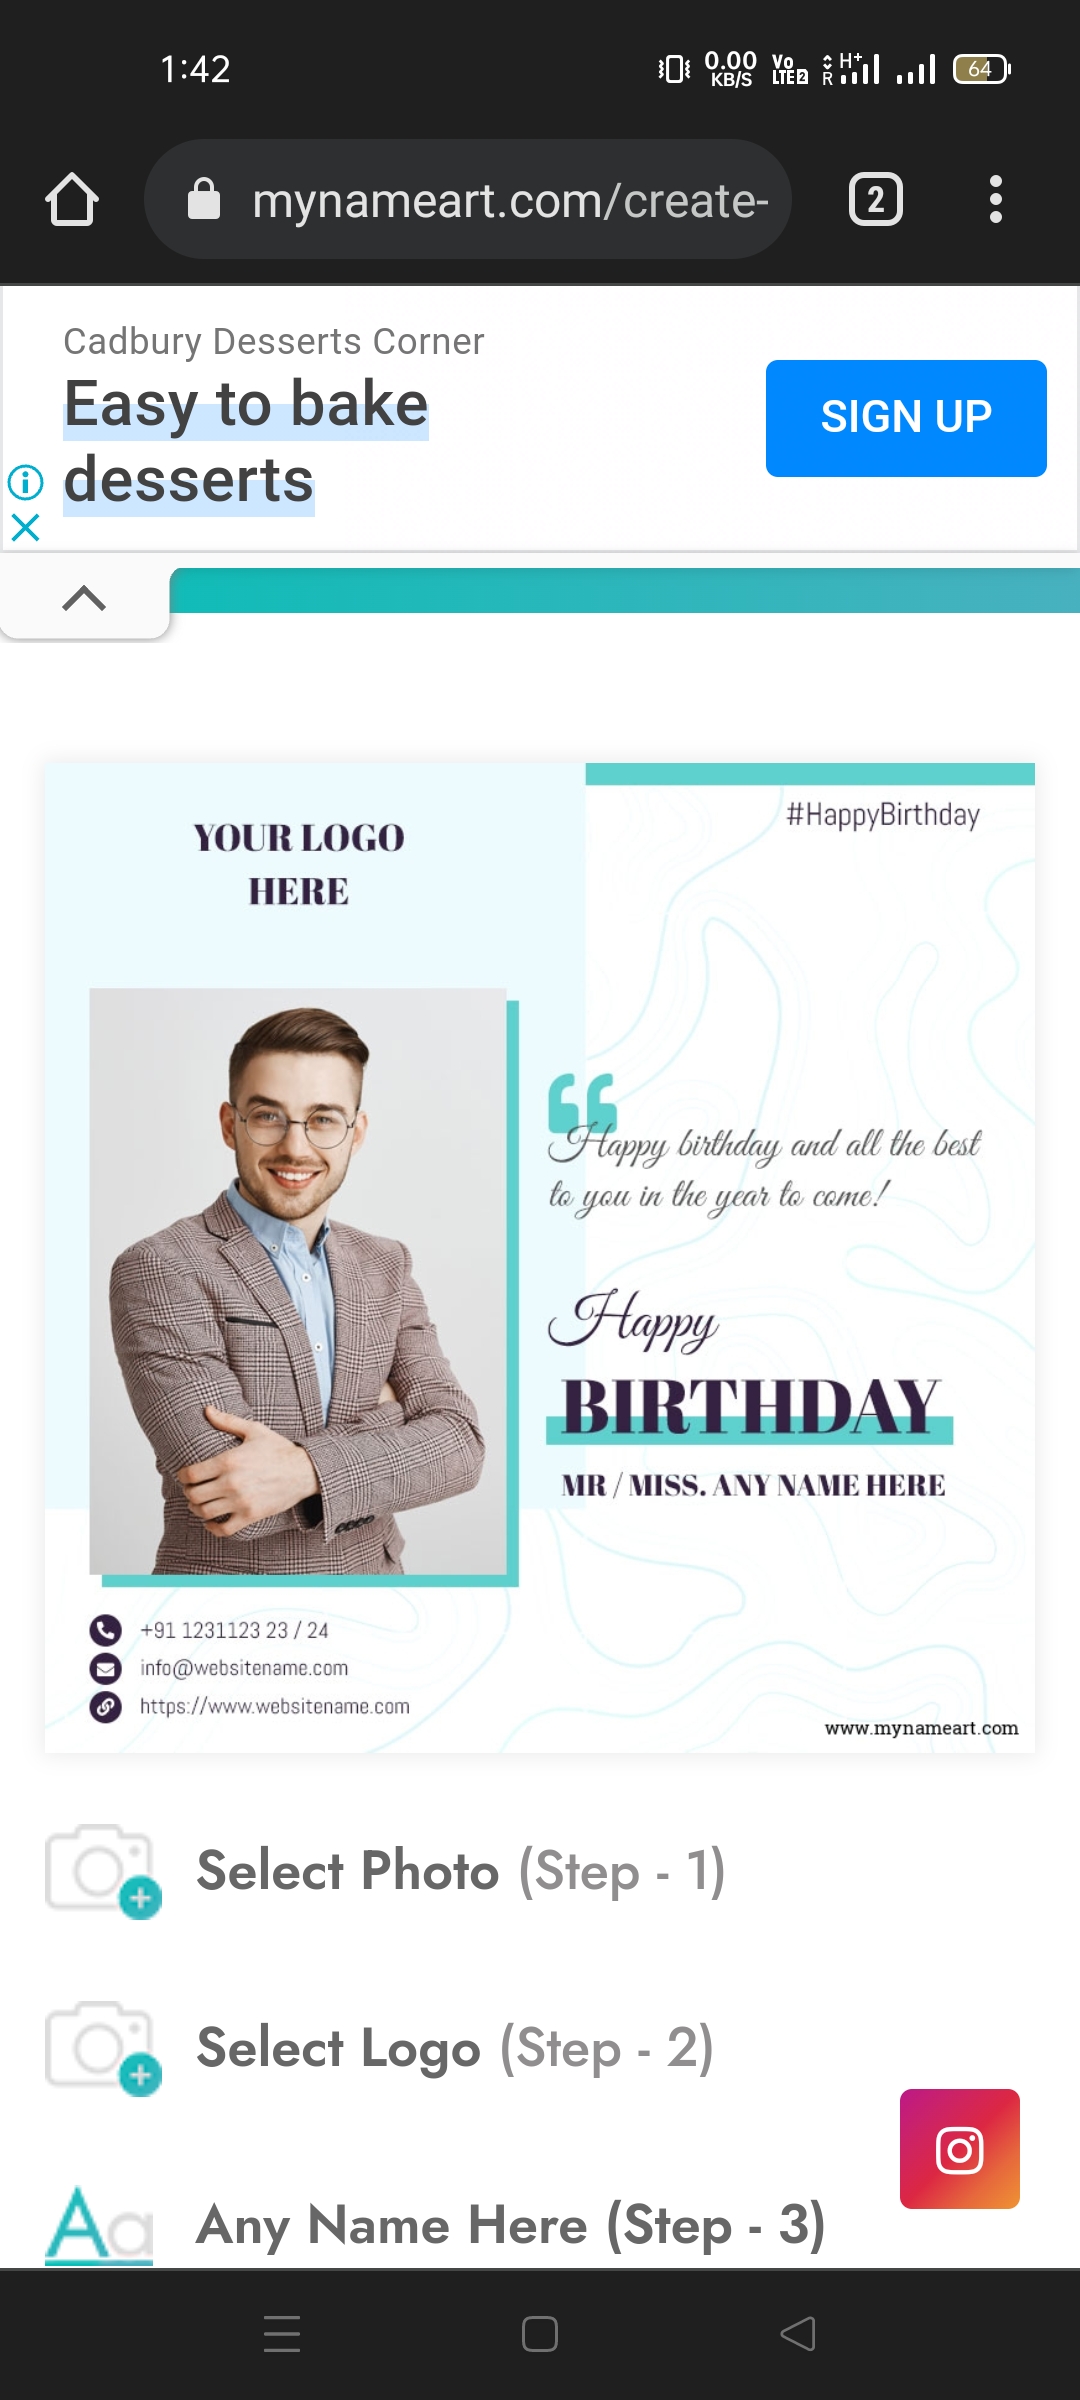 1:42
0.00
KB/S
Vo
LTE2
R
H+
64
mynameart.com/create-
2
Cadbury Desserts Corner
Easy to bake
desserts
SIGN UP
YOUR LOGO
HERE
#HappyBirthday
Happy birthday and all the best
to you in the year to come!
Happy
BIRTHDAY
MR / MISS. ANY NAME HERE
+91 1231123 23 / 24
info@websitename.com
https://www.websitename.com
www.mynameart.com
Select Photo (Step - 1)
Select Logo (Step - 2)
Aa
Any Name Here (Step - 3)